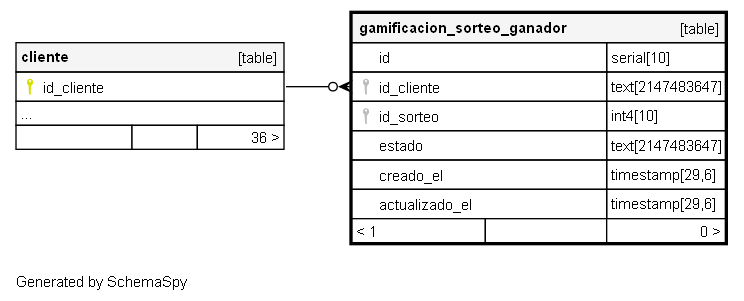 cliente [table]
id_cliente
...
36 >
gamificacion_sorteo_ganador [table]
id serial[10]
id_cliente text[2147483647]
id_sorteo int4[10]
estado text[2147483647]
creado_el timestamp[29,6]
actualizado_el timestamp[29,6]
< 1 0 >
Generated by SchemaSpy